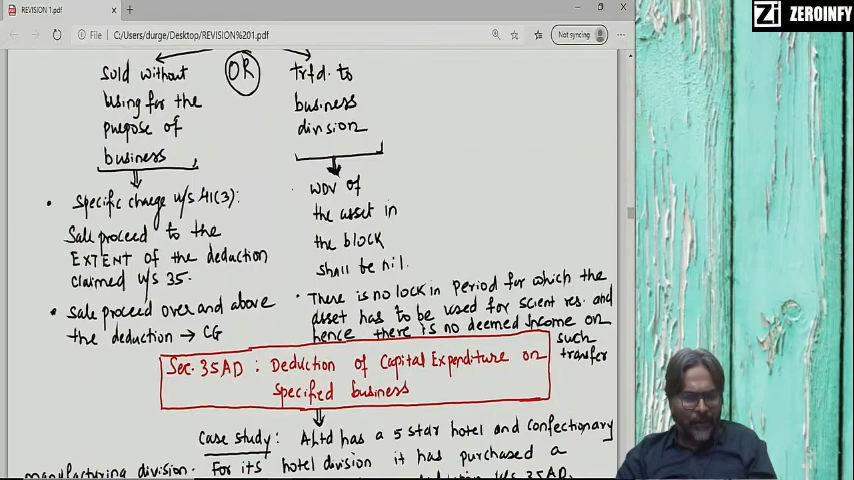 REVISION 1.pdf
File | C:/Users/durge/Desktop/REVISION%201.pdf
Not syncing
Zi ZEROINFY
Sold without
Using for the
purpose of
business
OR
trfd. to
business
division
• Specific charge u/s 41(3):
Sale proceed to the
EXTENT of the deduction
claimed u/s 35.
• Sale proceed over and above
the deduction → CG
WDV of
the asset in
the block
shall be nil.
• There is no lock in period for which the
asset has to be used for scient res. and
hence there is no deemed income on
such
transfer
Sec. 35AD : Deduction of Capital Expenditure on
specified business
Case study : A Ltd has a 5 star hotel and confectionary
manufacturing division. For its hotel division it has purchased a
u/s 35AD.